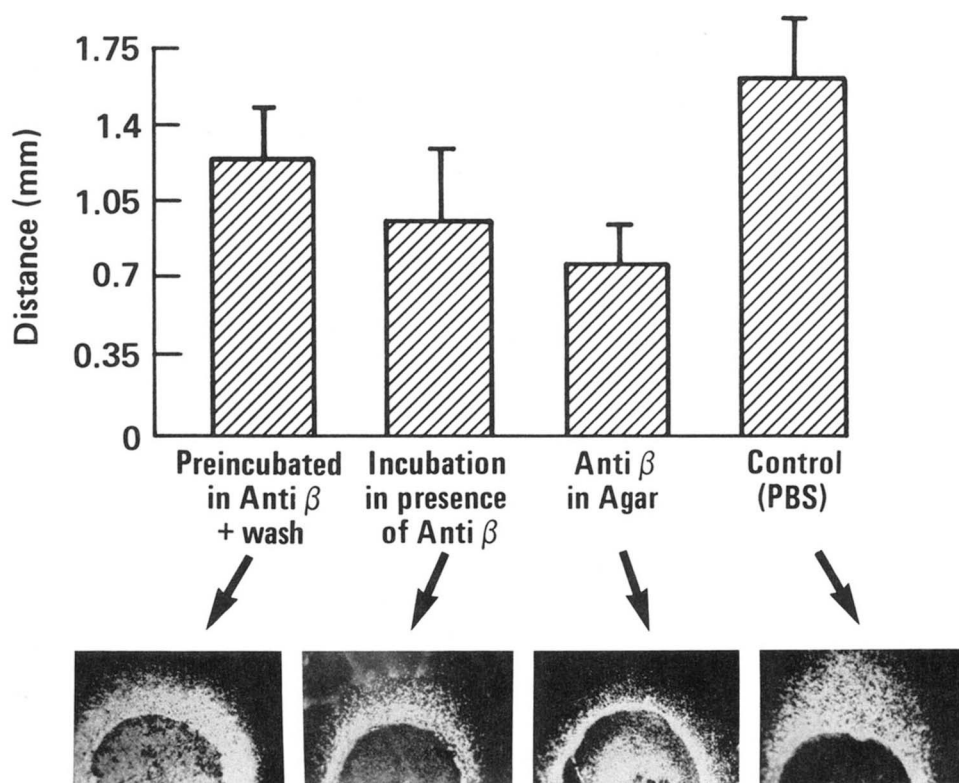 Distance (mm)
1.75
1.4
1.05
0.7
0.35
0
Preincubated
in Anti β
+ wash
Incubation
in presence
of Anti β
Anti β
in Agar
Control
(PBS)